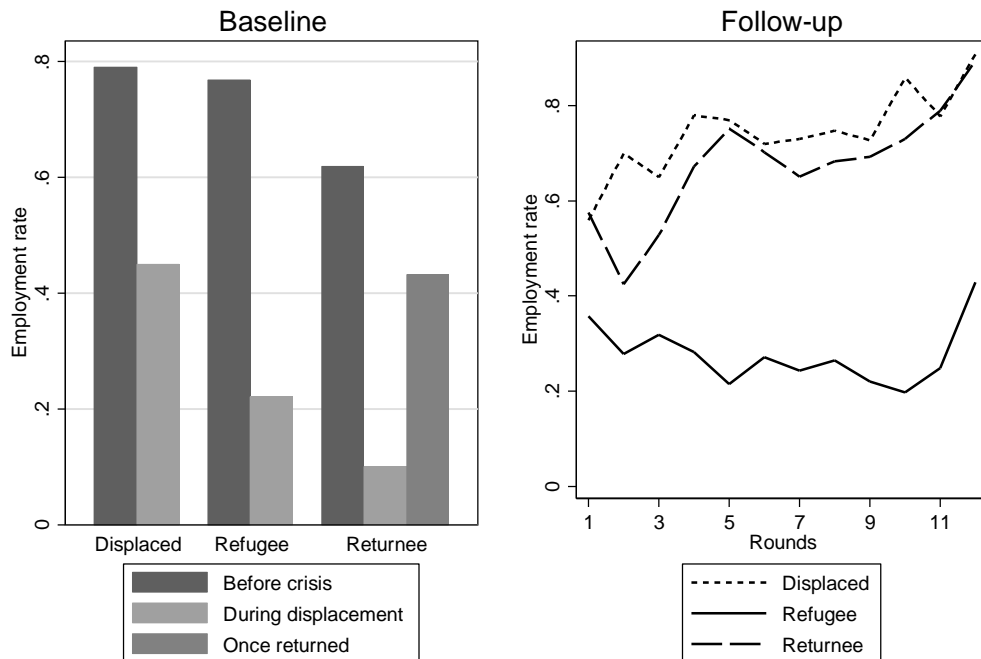 Baseline
Employment rate
.8
.6
.4
.2
0
Displaced Refugee Returnee
Before crisis
During displacement
Once returned
Follow-up
Employment rate
.8
.6
.4
.2
0
1 3 5 7 9 11
Rounds
Displaced
Refugee
Returnee